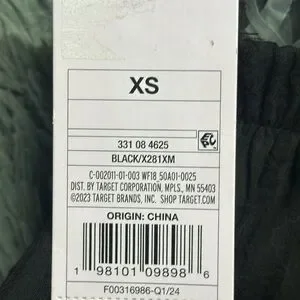 XS
331 08 4625
BLACK/X281XM
C-002011-01-003 WF18 50A01-0025
DIST. BY TARGET CORPORATION, MPLS., MN 55403
©2023 TARGET BRANDS, INC. SHOP TARGET.COM
ORIGIN: CHINA
1 98101 09898 6
F00316986-Q1/24